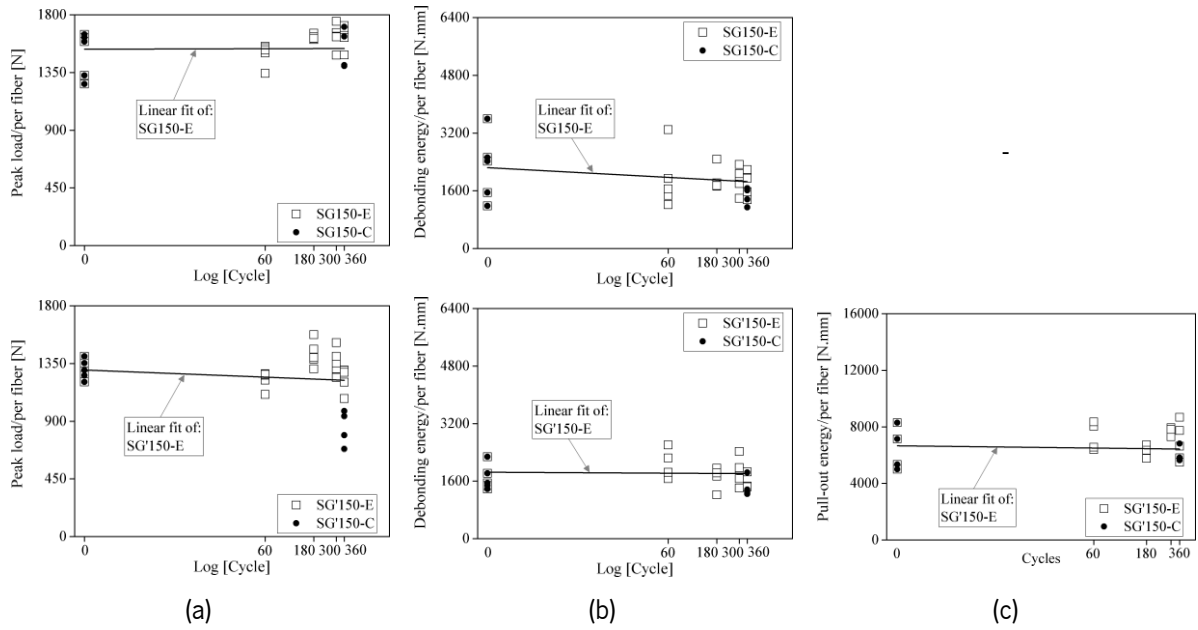 Peak load/per fiber [N]
1800
1350
900
450
0
Linear fit of:
SG150-E
SG150-E
SG150-C
0
60
180
300
360
Log [Cycle]
Debonding energy/per fiber [N.mm]
6400
4800
3200
1600
0
SG150-E
SG150-C
Linear fit of:
SG150-E
0
60
180
300
360
Log [Cycle]
-
Peak load/per fiber [N]
1800
1350
900
450
0
Linear fit of:
SG'150-E
SG'150-E
SG'150-C
0
60
180
300
360
Log [Cycle]
Debonding energy/per fiber [N.mm]
6400
4800
3200
1600
0
SG'150-E
SG'150-C
Linear fit of:
SG'150-E
0
60
180
300
360
Log [Cycle]
Pull-out energy/per fiber [N.mm]
16000
12000
8000
4000
0
Linear fit of:
SG'150-E
SG'150-E
SG'150-C
0
60
180
360
Cycles
(a)
(b)
(c)